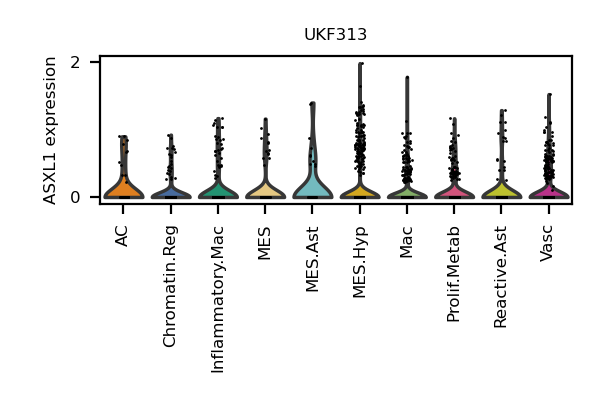 UKF313
ASXL1 expression
2
0
AC
Chromatin.Reg
Inflammatory.Mac
MES
MES.Ast
MES.Hyp
Mac
Prolif.Metab
Reactive.Ast
Vasc